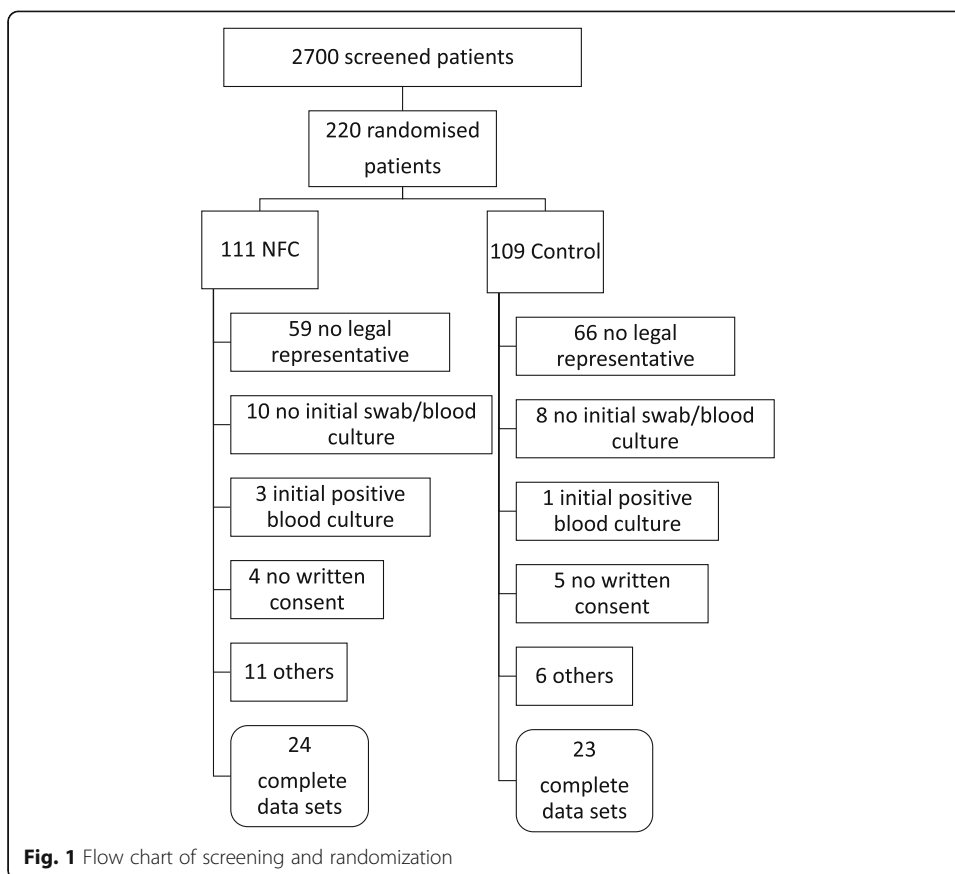 2700 screened patients
220 randomised
patients
111 NFC
109 Control
59 no legal
representative
66 no legal
representative
10 no initial swab/blood
culture
8 no initial swab/blood
culture
3 initial positive
blood culture
1 initial positive
blood culture
4 no written
consent
5 no written
consent
11 others
6 others
24
complete
data sets
23
complete
data sets
Fig. 1 Flow chart of screening and randomization